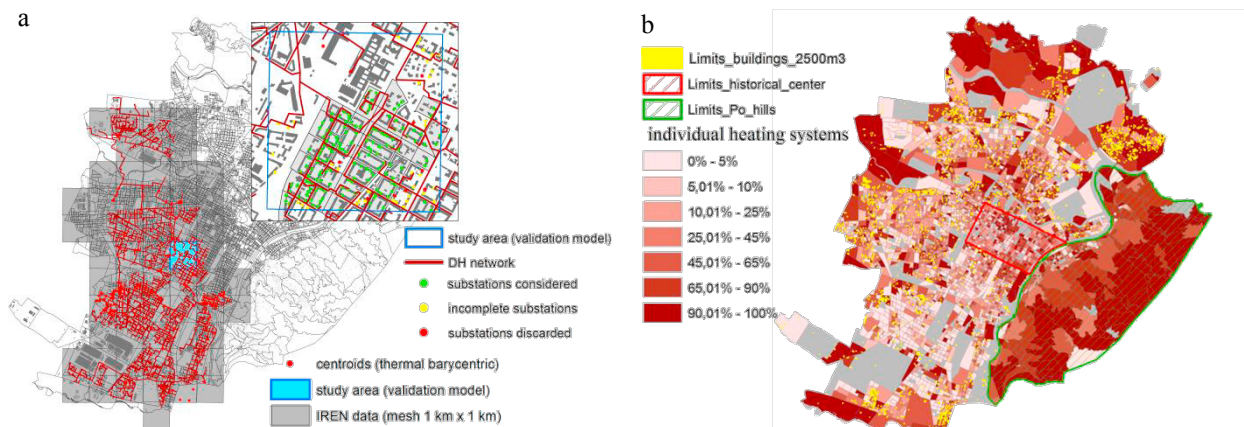 a
study area (validation model)
DH network
substations considered
incomplete substations
substations discarded
centroids (thermal barycentric)
study area (validation model)
IREN data (mesh 1 km x 1 km)
b
Limits_buildings_2500m3
Limits_historical_center
Limits_Po_hills
individual heating systems
0% - 5%
5,01% - 10%
10,01% - 25%
25,01% - 45%
45,01% - 65%
65,01% - 90%
90,01% - 100%